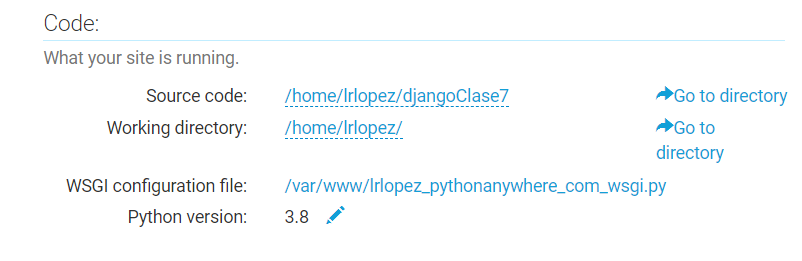 Code:
What your site is running.
Source code: /home/lrlopez/djangoClase7 Go to directory
Working directory: /home/lrlopez/ Go to
directory
WSGI configuration file: /var/www/lrlopez_pythonanywhere_com_wsgi.py
Python version: 3.8